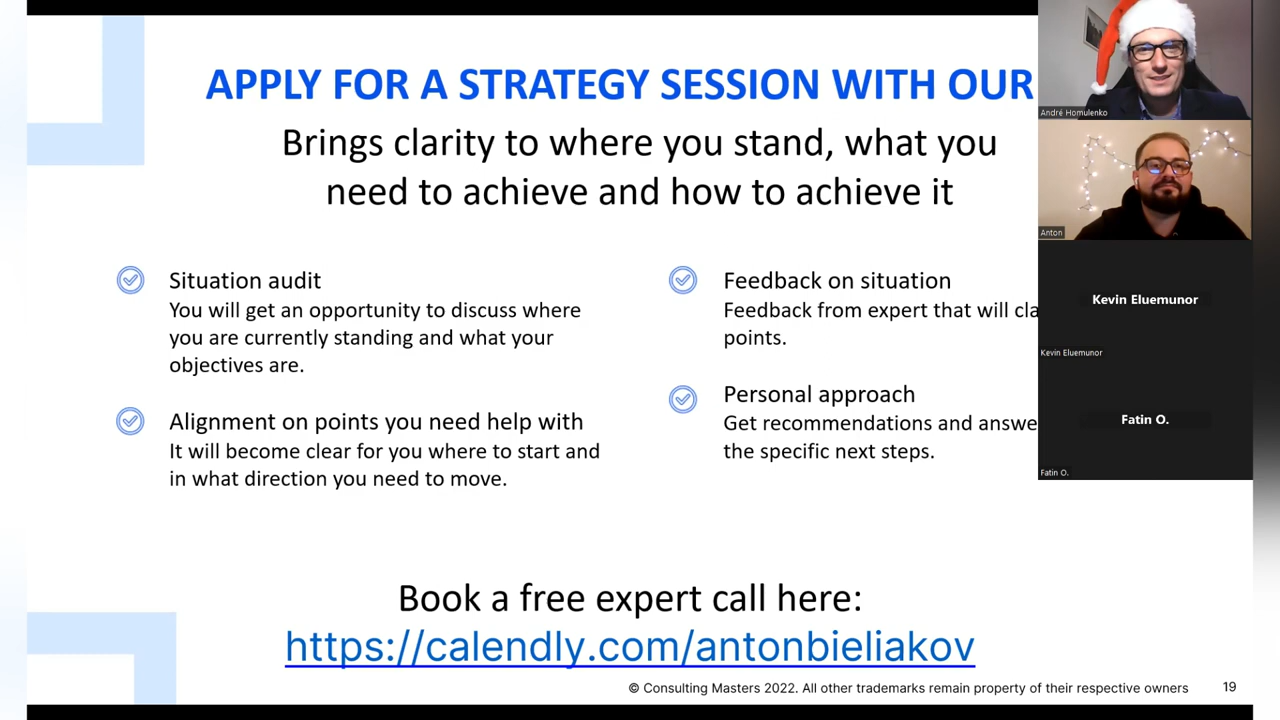 APPLY FOR A STRATEGY SESSION WITH OUR
Brings clarity to where you stand, what you
need to achieve and how to achieve it
Situation audit
You will get an opportunity to discuss where
you are currently standing and what your
objectives are.
Alignment on points you need help with
It will become clear for you where to start and
in what direction you need to move.
Feedback on situation
Feedback from expert that will cla
points.
Personal approach
Get recommendations and answe
the specific next steps.
Book a free expert call here:
https://calendly.com/antonbieliakov
© Consulting Masters 2022. All other trademarks remain property of their respective owners
19
André Homulenko
Anton
Kevin Eluemunor
Kevin Eluemunor
Fatin O.
Fatin O.